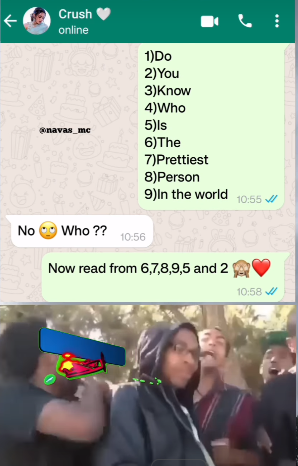 Crush 🤍
online
1)Do
2)You
3)Know
4)Who
5)Is
6)The
7)Prettiest
8)Person
9)In the world 10:55
@navas_mc
No 🙄 Who ?? 10:56
Now read from 6,7,8,9,5 and 2 🙈❤️
10:58